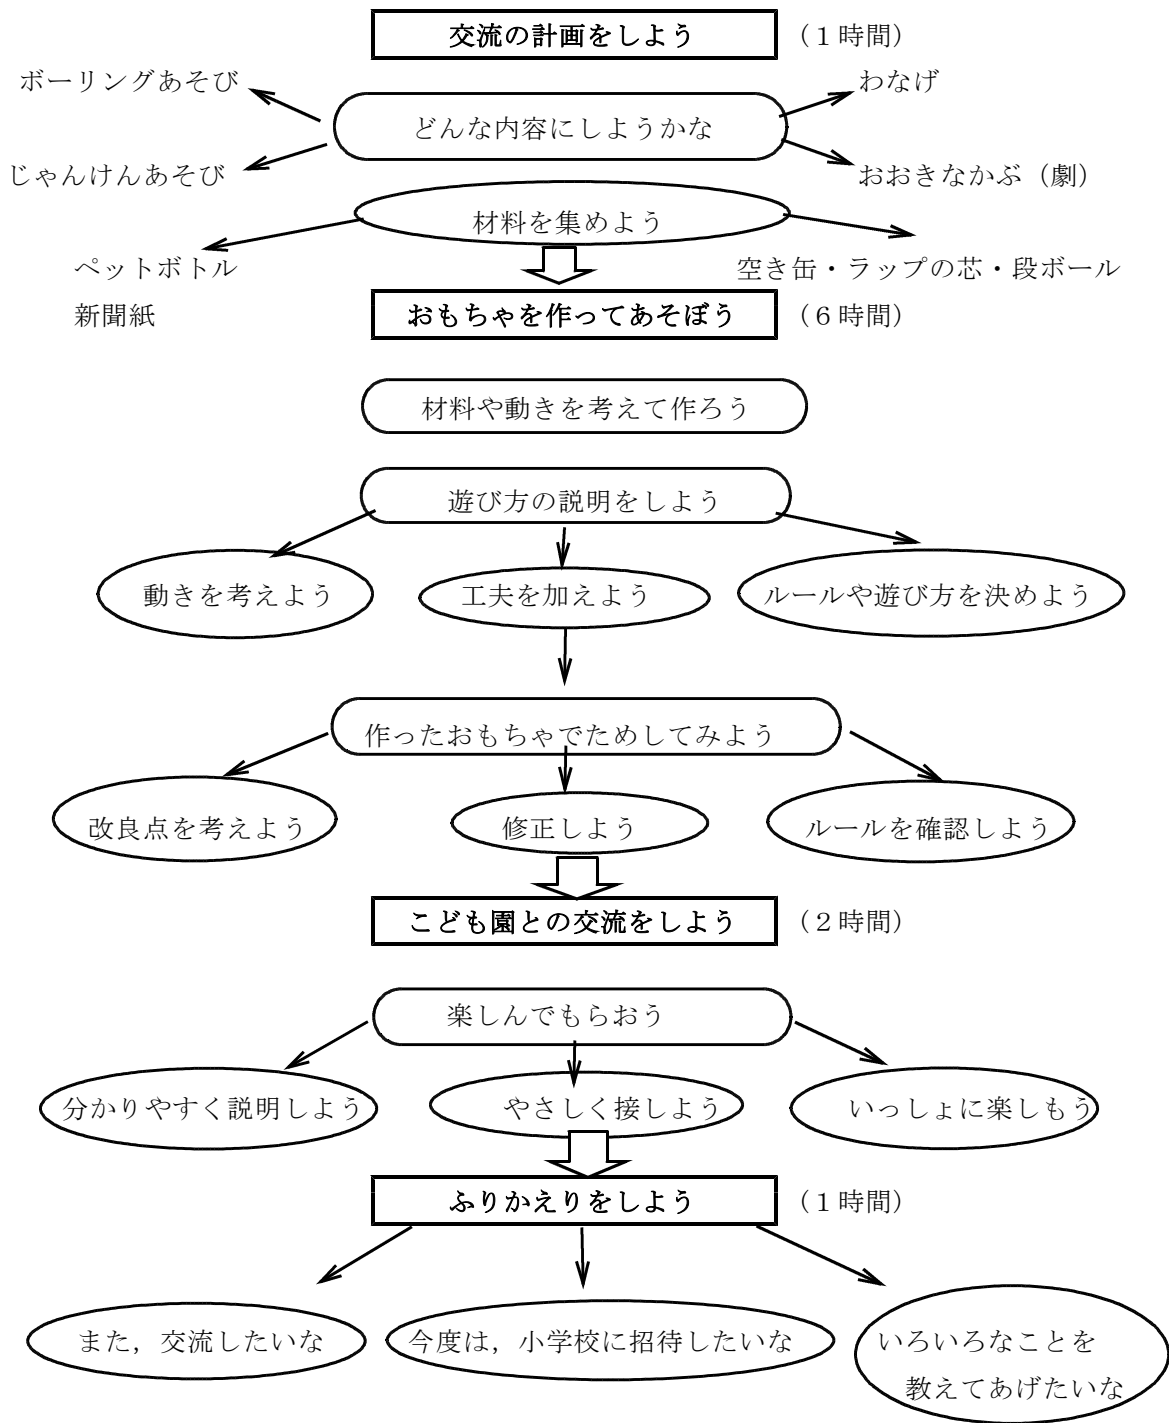 交流の計画をしよう （１時間）
ボーリングあそび わなげ
どんな内容にしようかな
じゃんけんあそび おおきなかぶ（劇）
材料を集めよう
ペットボトル 空き缶・ラップの芯・段ボール
新聞紙 おもちゃを作ってあそぼう （６時間）
材料や動きを考えて作ろう
遊び方の説明をしよう
動きを考えよう 工夫を加えよう ルールや遊び方を決めよう
作ったおもちゃでためしてみよう
改良点を考えよう 修正しよう ルールを確認しよう
こども園との交流をしよう （２時間）
楽しんでもらおう
分かりやすく説明しよう やさしく接しよう いっしょに楽しもう
ふりかえりをしよう （１時間）
また，交流したいな 今度は，小学校に招待したいな いろいろなことを
教えてあげたいな